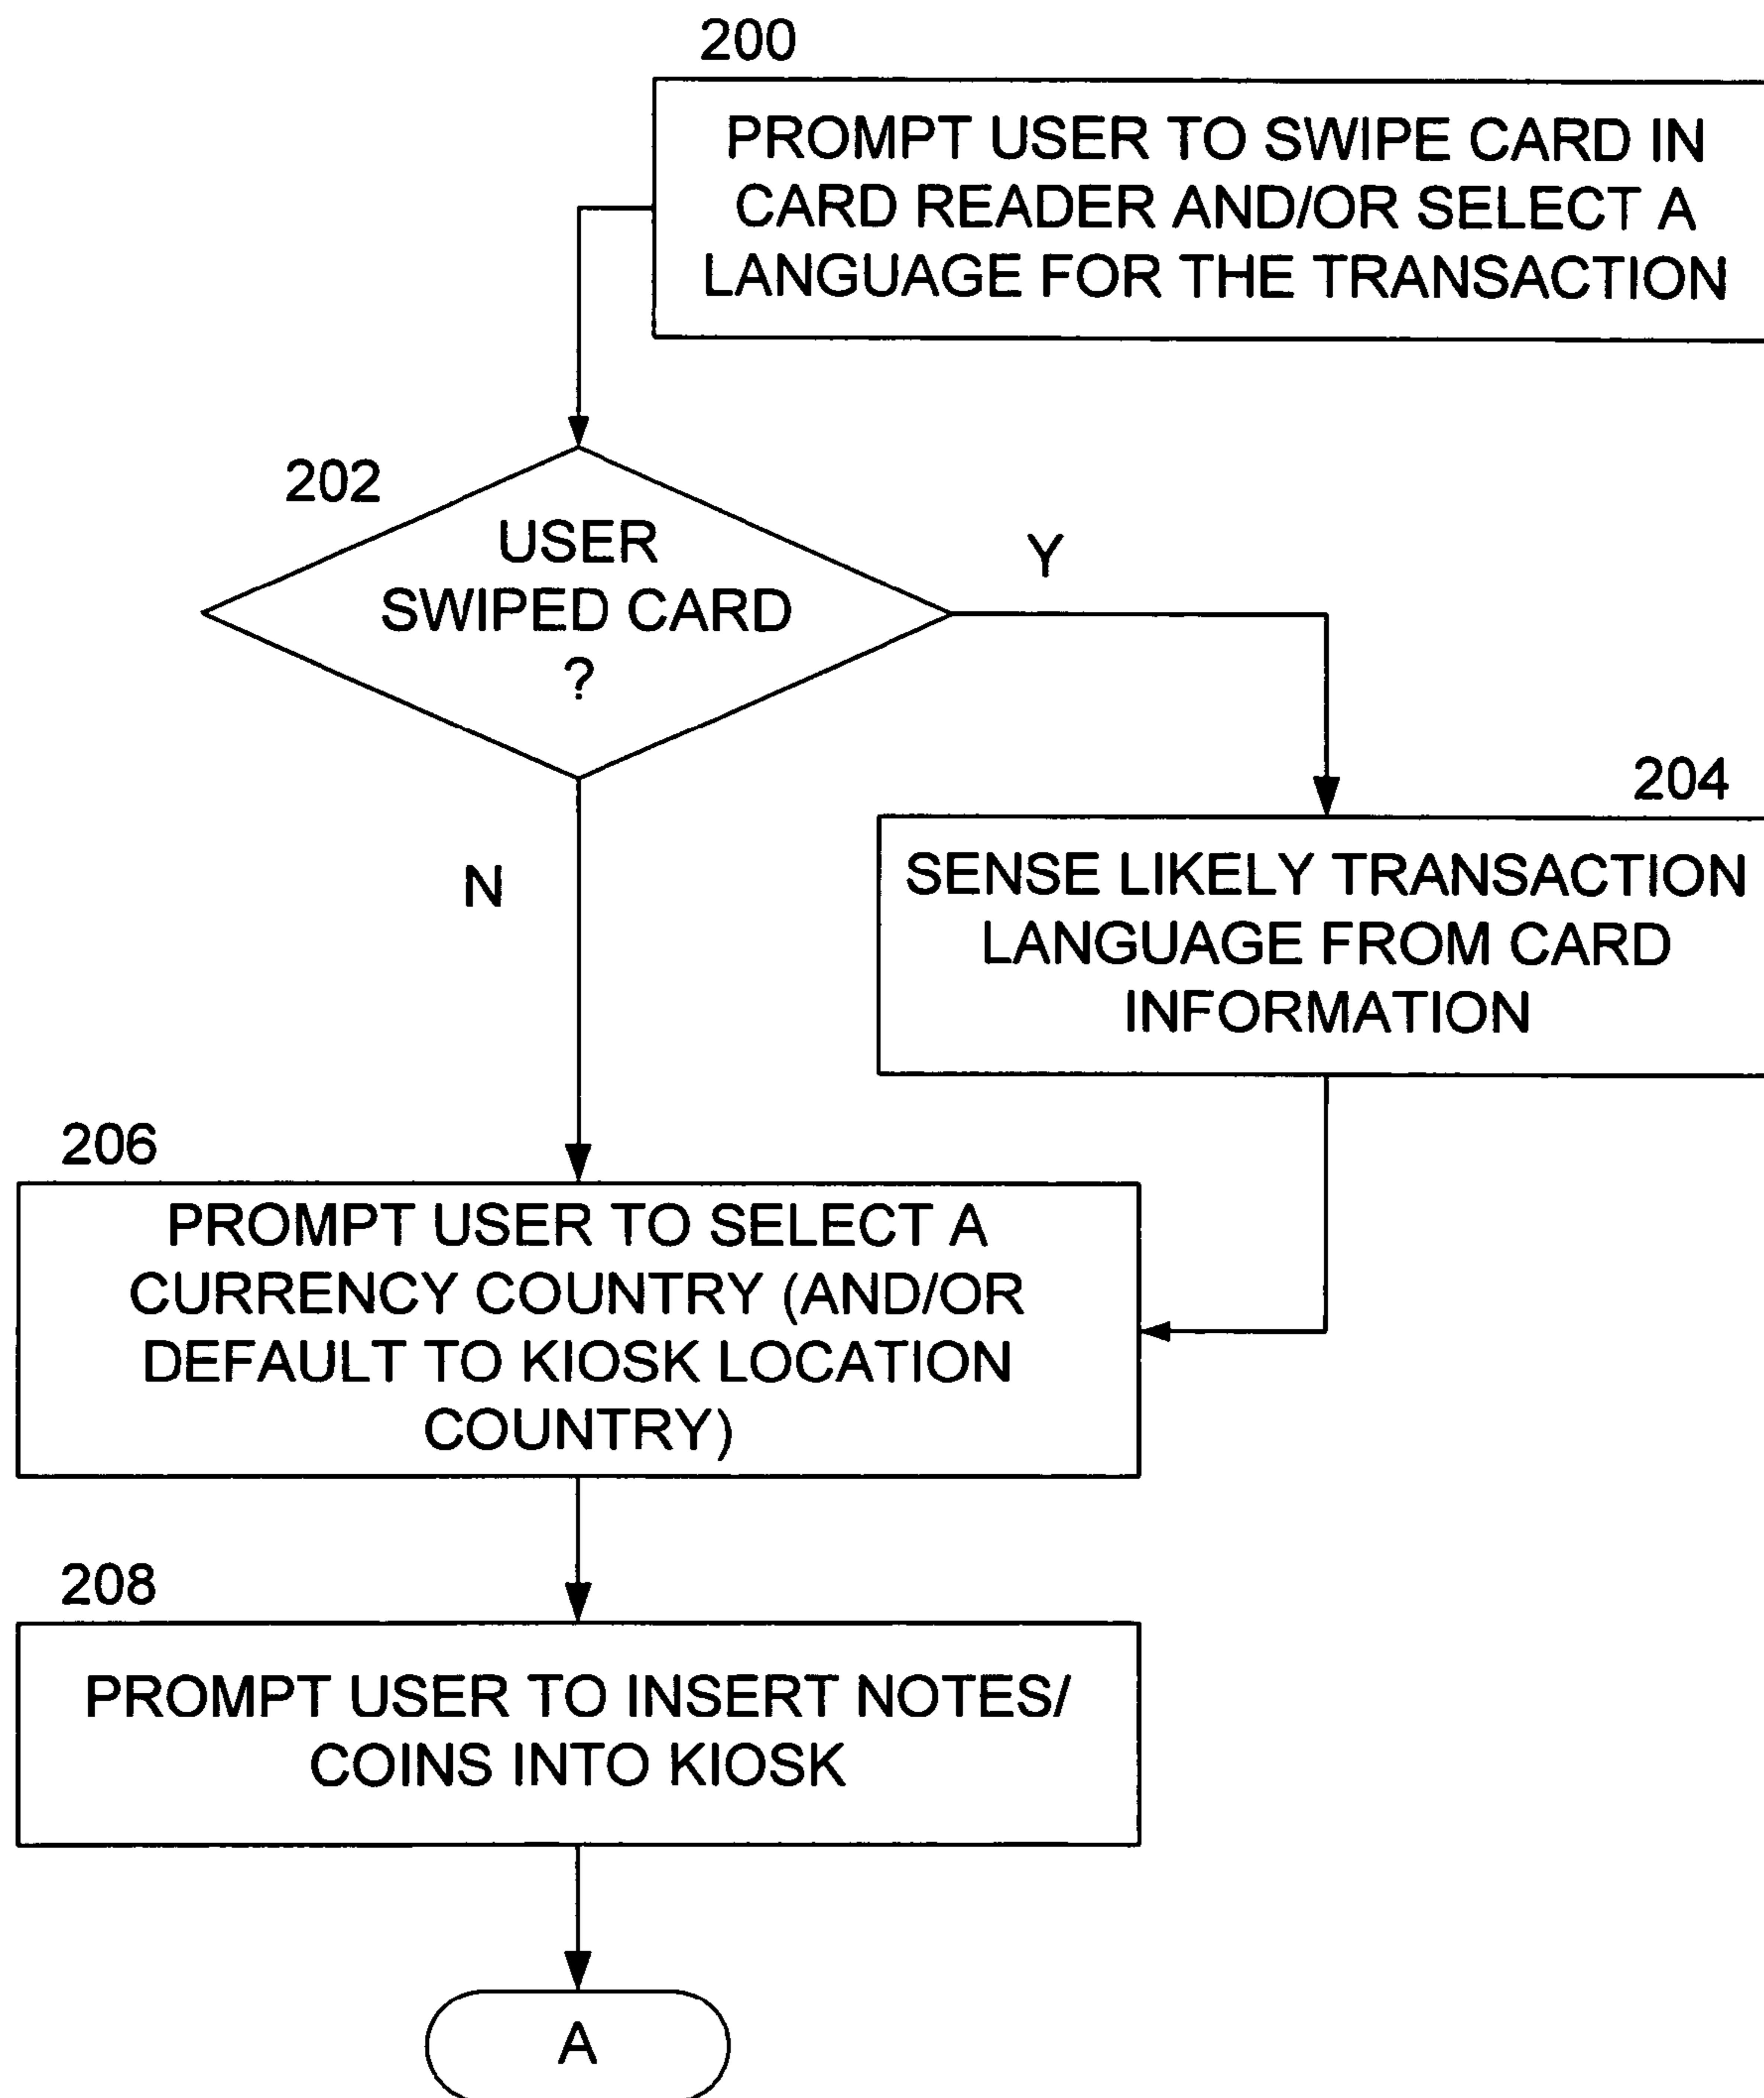 200
PROMPT USER TO SWIPE CARD IN
CARD READER AND/OR SELECT A
LANGUAGE FOR THE TRANSACTION
202
USER
SWIPED CARD
?
Y
N
204
SENSE LIKELY TRANSACTION
LANGUAGE FROM CARD
INFORMATION
206
PROMPT USER TO SELECT A
CURRENCY COUNTRY (AND/OR
DEFAULT TO KIOSK LOCATION
COUNTRY)
208
PROMPT USER TO INSERT NOTES/
COINS INTO KIOSK
A